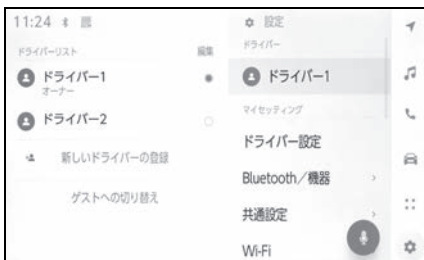 11:24
ドライバーリスト
編集
ドライバー1
オーナー
ドライバー2
新しいドライバーの登録
ゲストへの切り替え
設定
ドライバー
ドライバー1
マイセッティング
ドライバー設定
Bluetooth／機器
共通設定
Wi-Fi